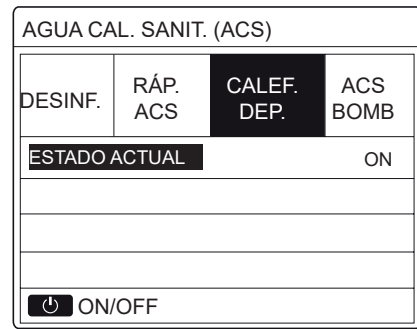 AGUA CAL. SANIT. (ACS)
DESINF.
RÁP.
ACS
CALEF.
DEP.
ACS
BOMB
ESTADO ACTUAL ON
ON/OFF